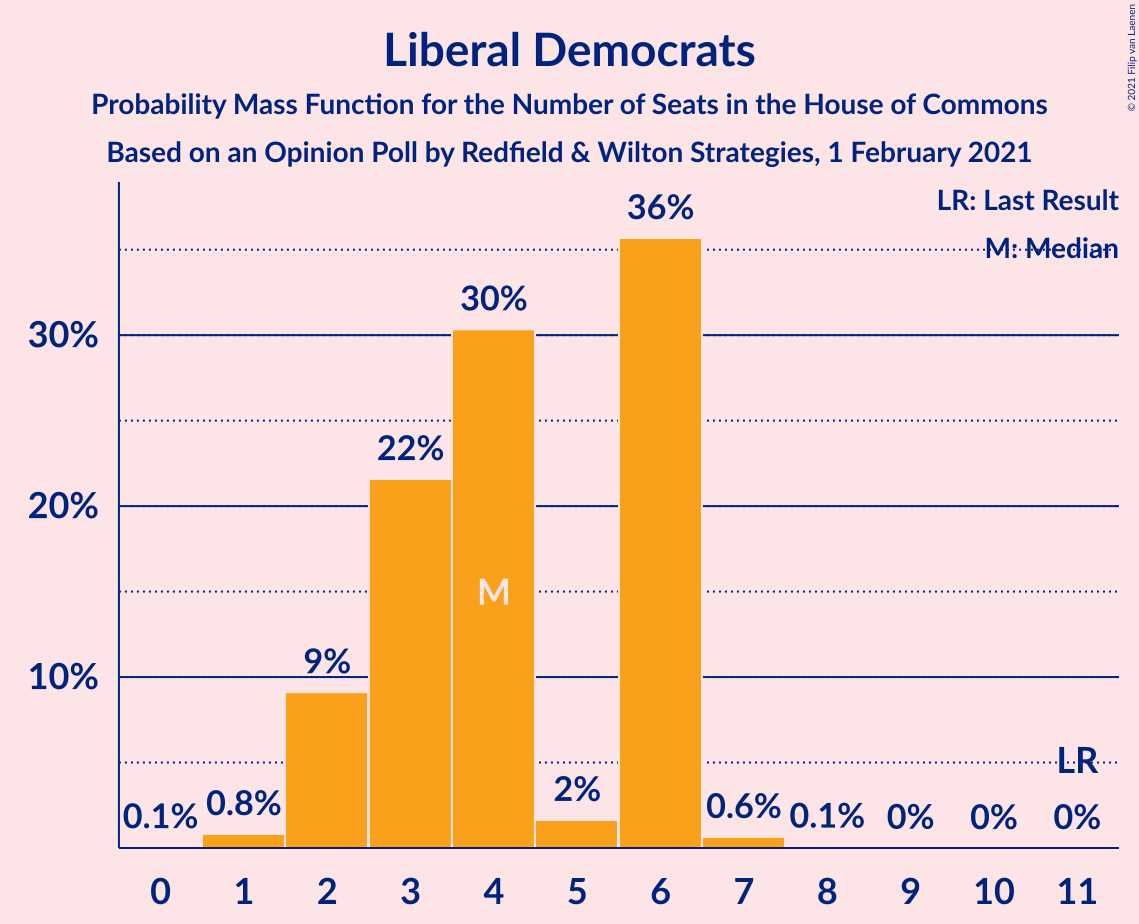 Liberal Democrats
Probability Mass Function for the Number of Seats in the House of Commons
Based on an Opinion Poll by Redfield & Wilton Strategies, 1 February 2021
© 2021 Filip van Laenen
LR: Last Result
M: Median
36%
30%
30%
22%
20%
M
9%
10%
LR
0.1%
0.8%
2%
0.6%
0.1%
0%
0%
0%
0 1 2 3 4 5 6 7 8 9 10 11